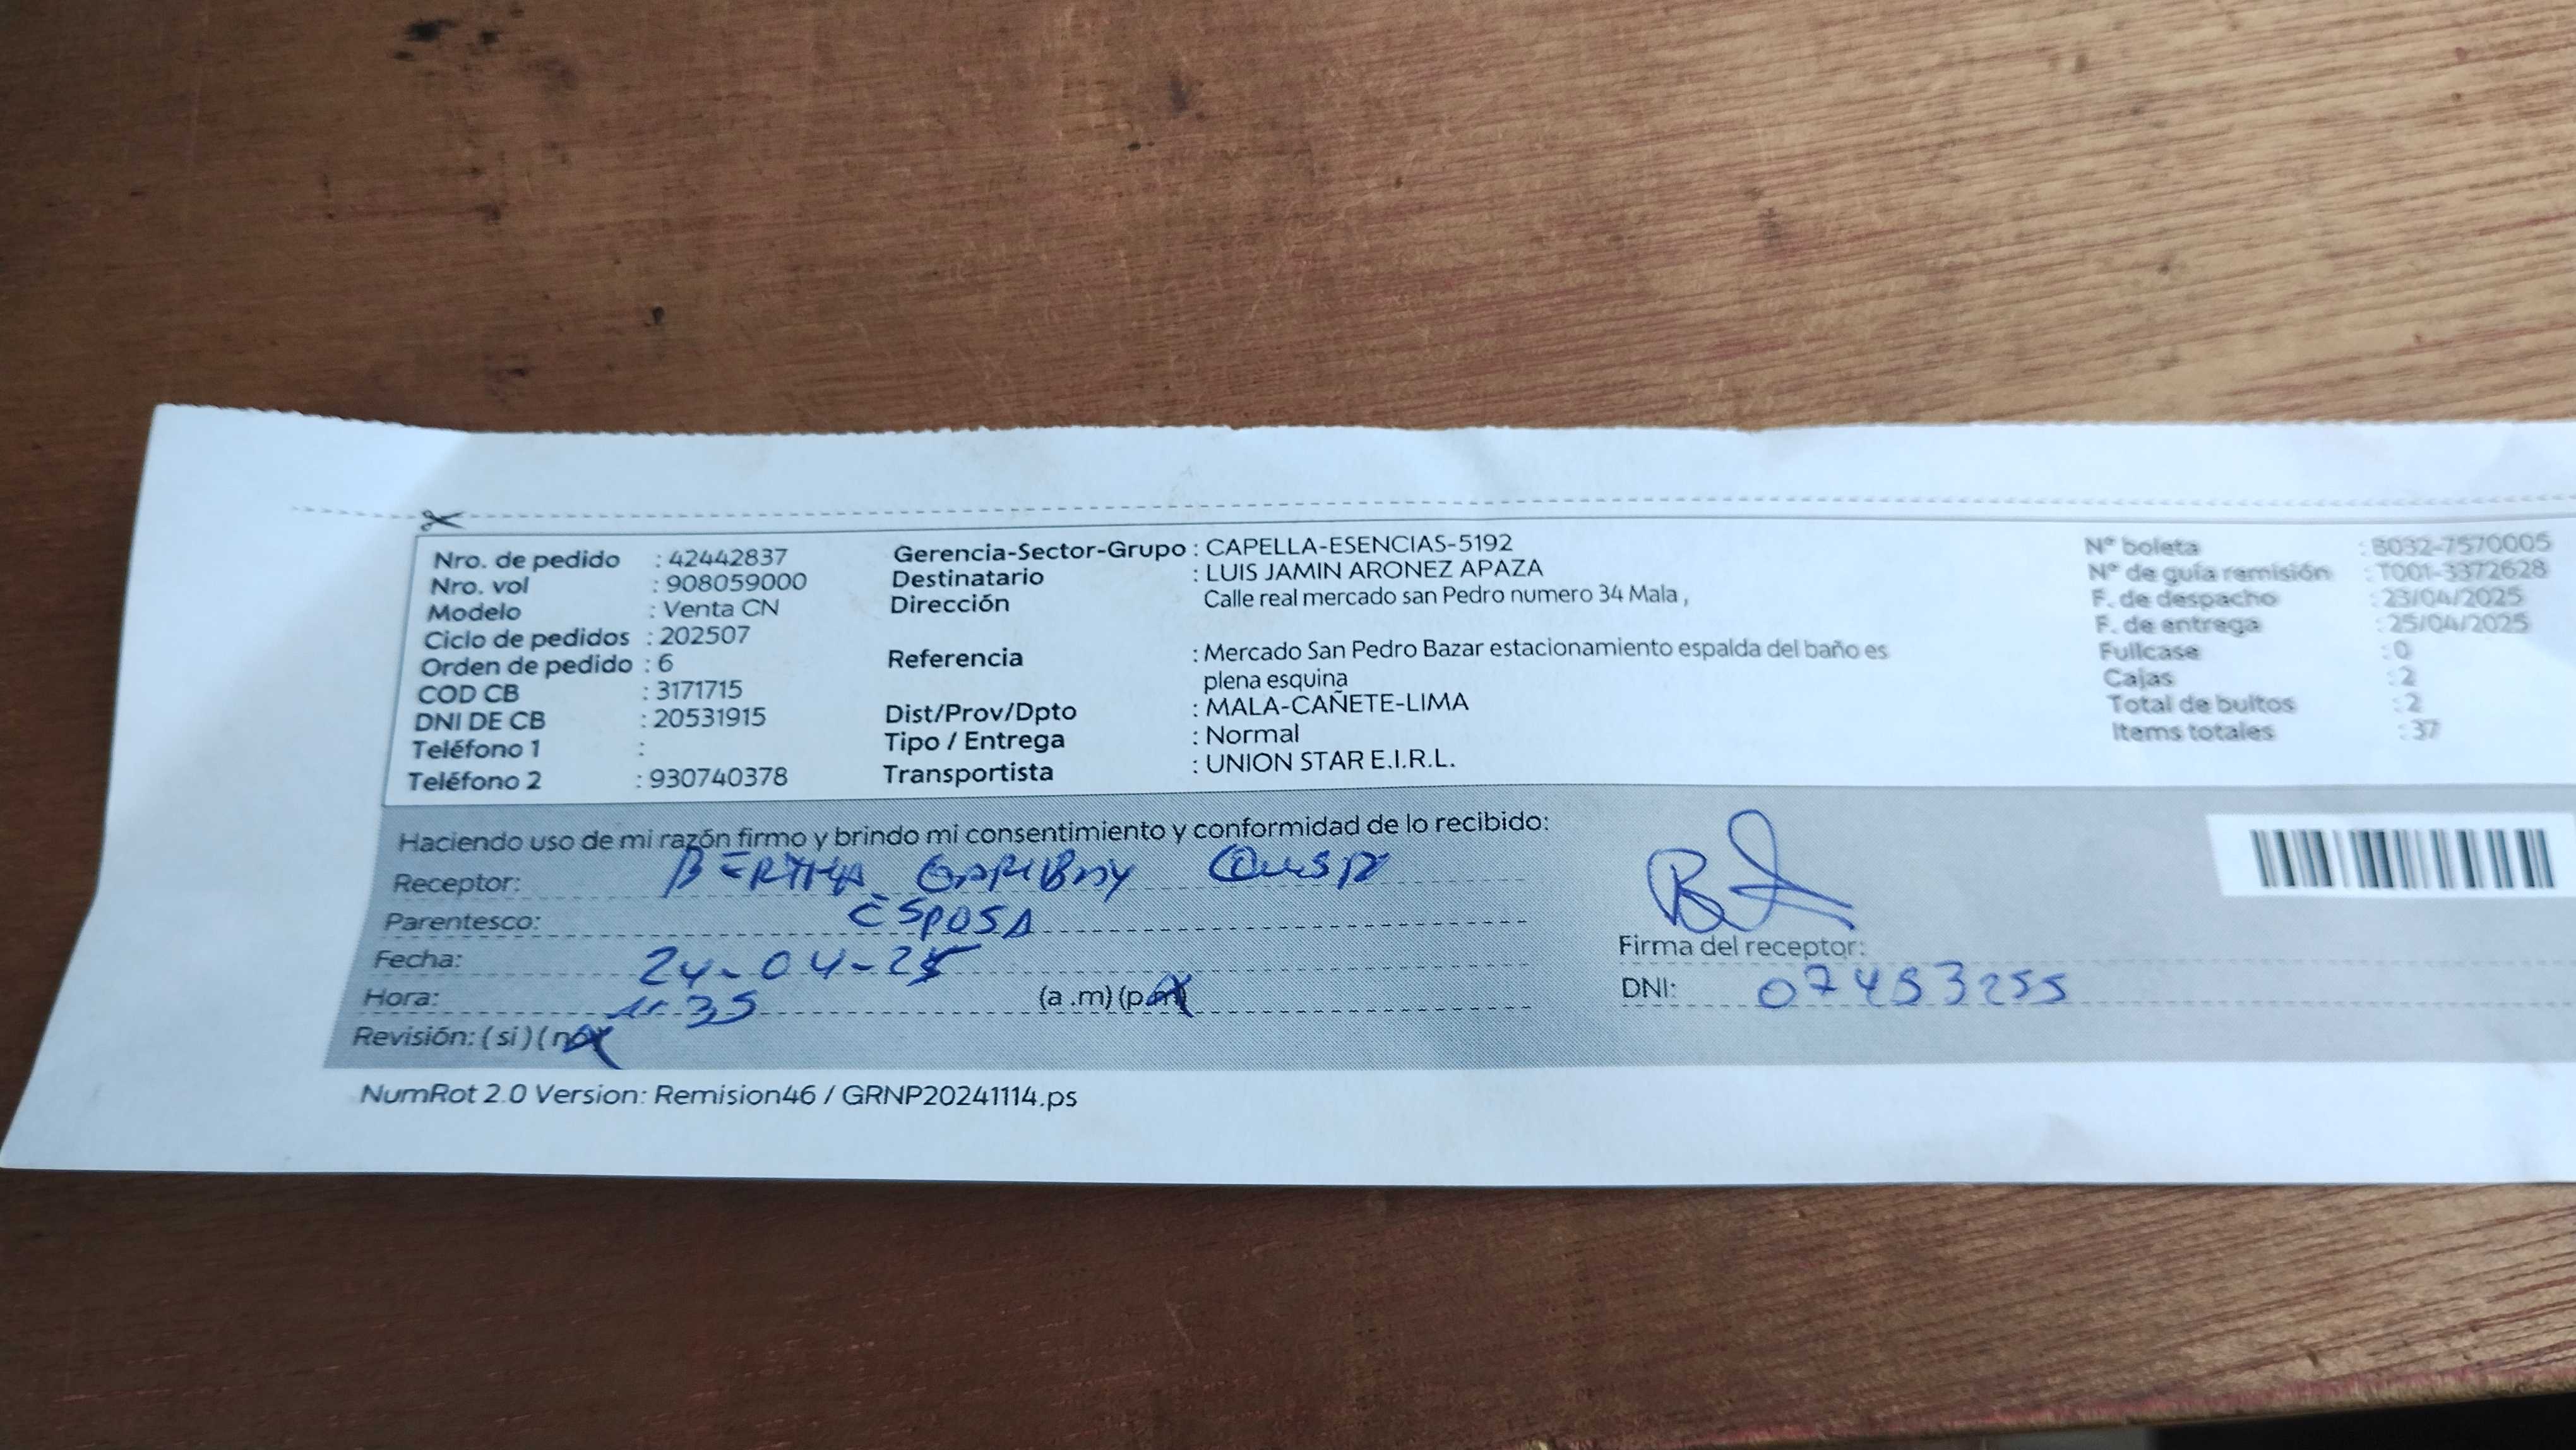 Nro. de pedido : 42442837
Nro. vol : 908059000
Modelo : Venta CN
Ciclo de pedidos : 202507
Orden de pedido : 6
COD CB : 3171715
DNI DE CB : 20531915
Teléfono 1 :
Teléfono 2 : 930740378
Gerencia-Sector-Grupo : CAPELLA-ESENCIAS-5192
Destinatario : LUIS JAMIN ARONEZ APAZA
Dirección Calle real mercado san Pedro numero 34 Mala ,
Referencia : Mercado San Pedro Bazar estacionamiento espalda del baño es
plena esquina
Dist/Prov/Dpto : MALA-CAÑETE-LIMA
Tipo / Entrega : Normal
Transportista : UNION STAR E.I.R.L.
Nº boleta : B032-7570005
Nº de guía remisión : T001-3372628
F. de despacho : 23/04/2025
F. de entrega : 25/04/2025
Fullcase : 0
Cajas : 2
Total de bultos : 2
Items totales : 37
Haciendo uso de mi razón firmo y brindo mi consentimiento y conformidad de lo recibido:
Receptor: BERTHA GARIBAY
Parentesco: ESPOSA
Fecha: 24-04-25
Hora: 11:35 (a .m) (p.m)
Revisión: ( si ) ( no
Firma del receptor:
DNI: 07453255
NumRot 2.0 Version: Remision46 / GRNP20241114.ps